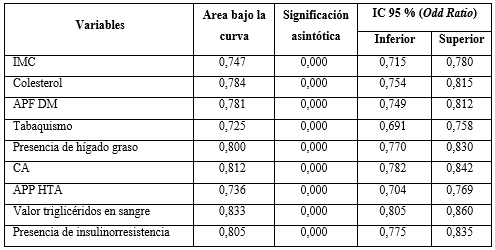 Variables Area bajo la curva Significación asintótica IC 95 % (Odd Ratio)
Inferior Superior
IMC 0,747 0,000 0,715 0,780
Colesterol 0,784 0,000 0,754 0,815
APF DM 0,781 0,000 0,749 0,812
Tabaquismo 0,725 0,000 0,691 0,758
Presencia de hígado graso 0,800 0,000 0,770 0,830
CA 0,812 0,000 0,782 0,842
APP HTA 0,736 0,000 0,704 0,769
Valor triglicéridos en sangre 0,833 0,000 0,805 0,860
Presencia de insulinorresistencia 0,805 0,000 0,775 0,835